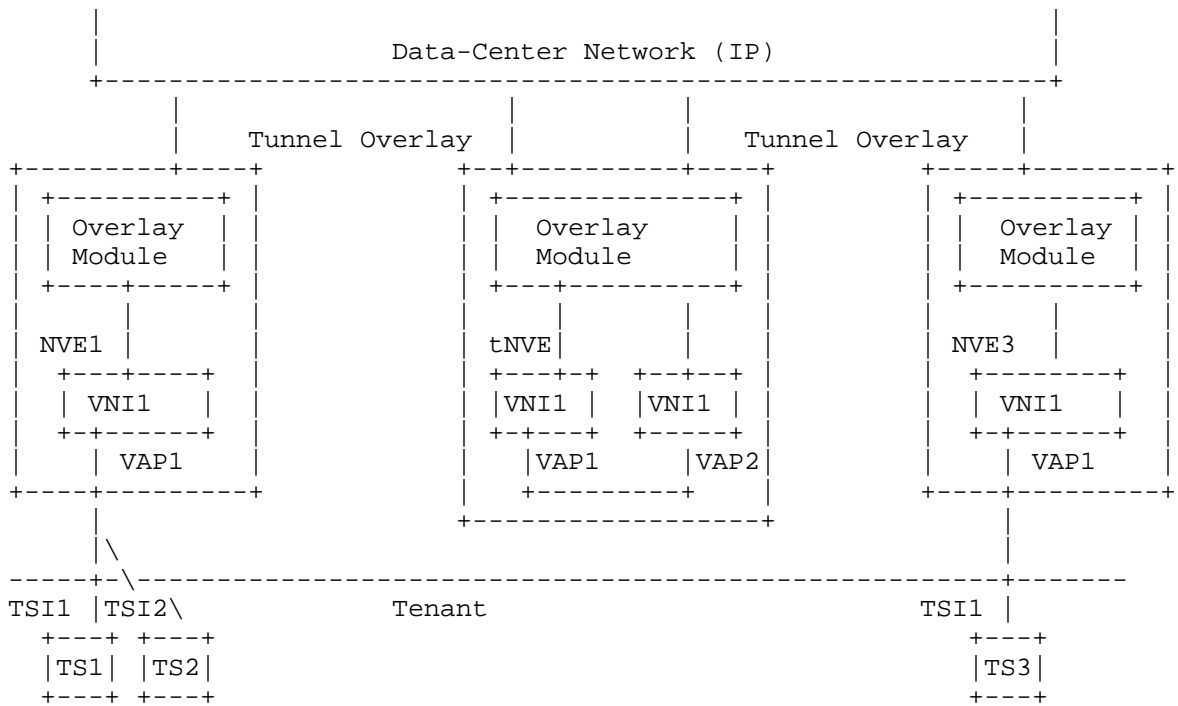 Data-Center Network (IP)
Tunnel Overlay Tunnel Overlay
Overlay Overlay Overlay
Module Module Module
NVE1 tNVE NVE3
VNI1 VNI1 VNI1 VNI1
VAP1 VAP1 VAP2 VAP1
TSI1 TSI2 Tenant TSI1
TS1 TS2 TS3